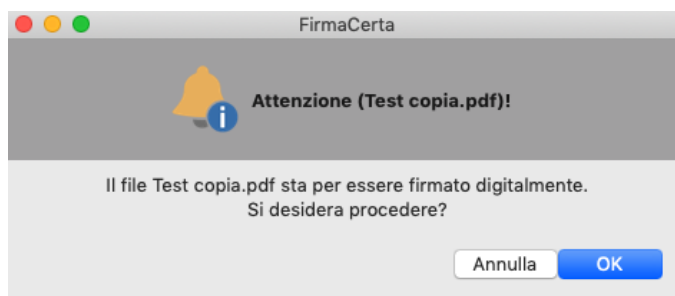 FirmaCerta
Attenzione (Test copia.pdf)!
Il file Test copia.pdf sta per essere firmato digitalmente.
Si desidera procedere?
Annulla
OK